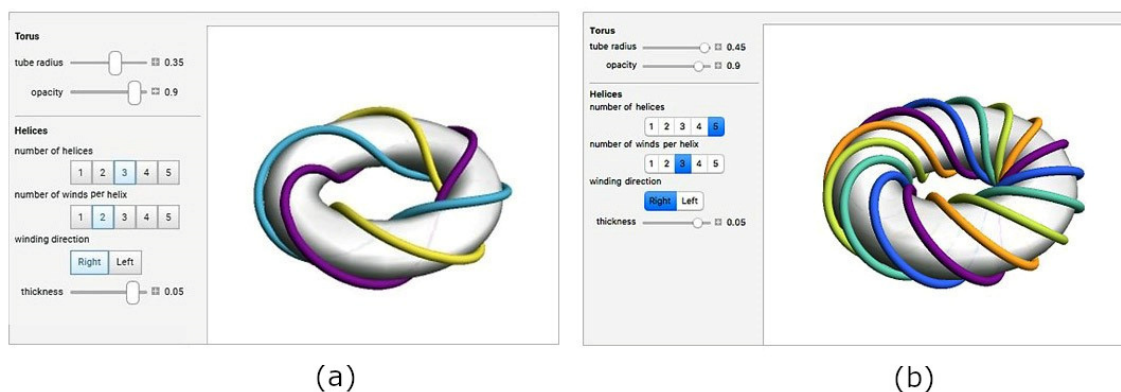 Torus
tube radius 0.35
opacity 0.9
Helices
number of helices
1 2 3 4 5
number of winds per helix
1 2 3 4 5
winding direction
Right Left
thickness 0.05
(a)
Torus
tube radius 0.45
opacity 0.9
Helices
number of helices
1 2 3 4 5
number of winds per helix
1 2 3 4 5
winding direction
Right Left
thickness 0.05
(b)